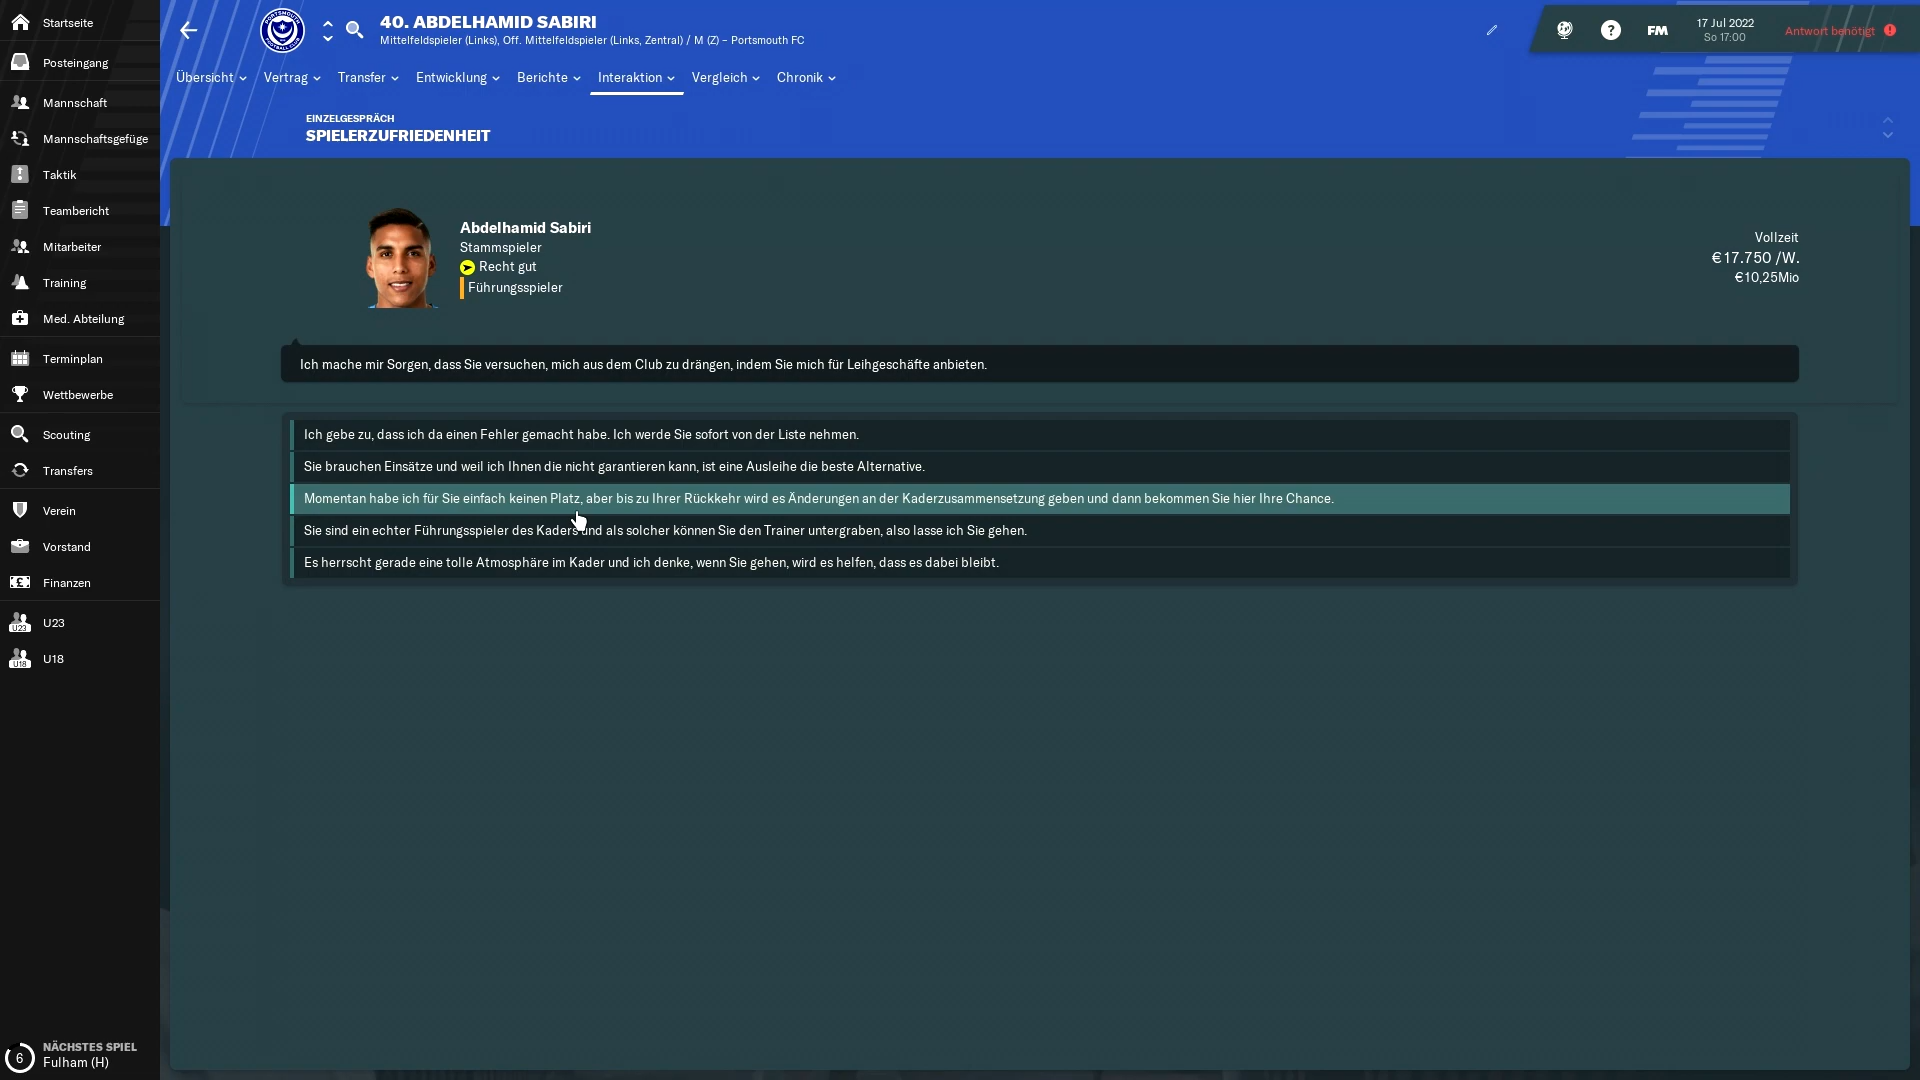 Startseite
Posteingang
Mannschaft
Mannschaftsgefüge
Taktik
Teambericht
Mitarbeiter
Training
Med. Abteilung
Terminplan
Wettbewerbe
Scouting
Transfers
Verein
Vorstand
Finanzen
U23 U23
U18 U18
6 NÄCHSTES SPIEL
Fulham (H)
40. ABDELHAMID SABIRI
Mittelfeldspieler (Links), Off. Mittelfeldspieler (Links, Zentral) / M (Z) – Portsmouth FC
? FM 17 Jul 2022
So 17:00
Antwort benötigt
Übersicht Vertrag Transfer Entwicklung Berichte Interaktion Vergleich Chronik
EINZELGESPRÄCH
SPIELERZUFRIEDENHEIT
Abdelhamid Sabiri
Stammspieler
Recht gut
Führungsspieler
Vollzeit
€17.750 /W.
€10,25Mio
Ich mache mir Sorgen, dass Sie versuchen, mich aus dem Club zu drängen, indem Sie mich für Leihgeschäfte anbieten.
Ich gebe zu, dass ich da einen Fehler gemacht habe. Ich werde Sie sofort von der Liste nehmen.
Sie brauchen Einsätze und weil ich Ihnen die nicht garantieren kann, ist eine Ausleihe die beste Alternative.
Momentan habe ich für Sie einfach keinen Platz, aber bis zu Ihrer Rückkehr wird es Änderungen an der Kaderzusammensetzung geben und dann bekommen Sie hier Ihre Chance.
Sie sind ein echter Führungsspieler des Kaders und als solcher können Sie den Trainer untergraben, also lasse ich Sie gehen.
Es herrscht gerade eine tolle Atmosphäre im Kader und ich denke, wenn Sie gehen, wird es helfen, dass es dabei bleibt.